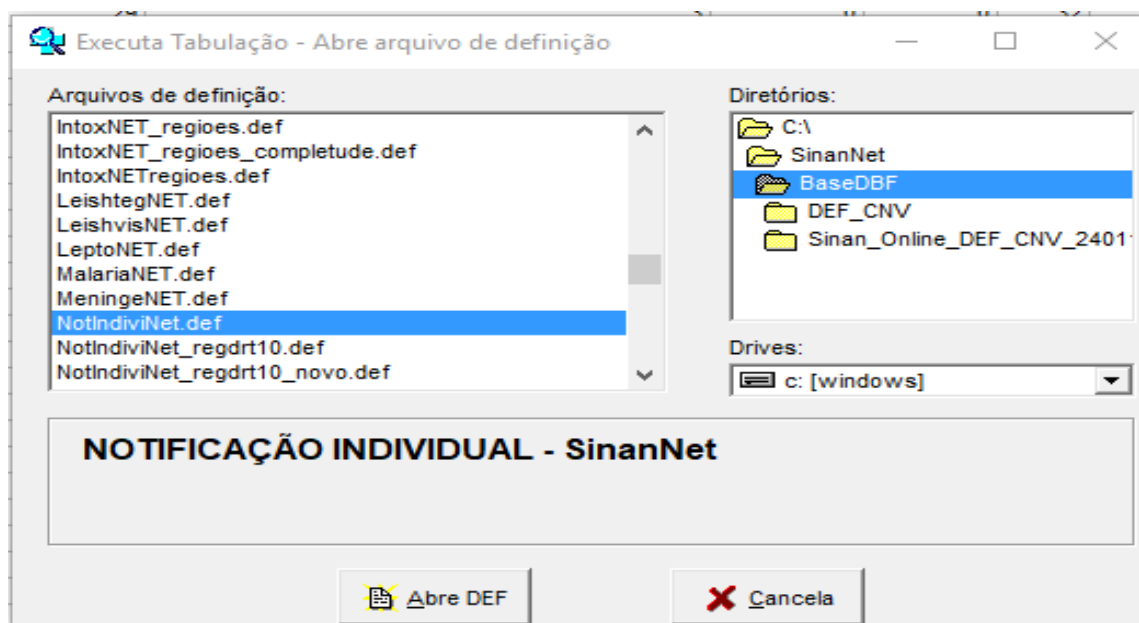 Executa Tabulação - Abre arquivo de definição
Arquivos de definição:
IntoxNET_regioes.def
IntoxNET_regioes_completude.def
IntoxNETregioes.def
LeishtegNET.def
LeishvisNET.def
LeptoNET.def
MalariaNET.def
MeningeNET.def
NotIndiviNet.def
NotIndiviNet_regdrt10.def
NotIndiviNet_regdrt10_novo.def
Diretórios:
C:\
SinanNet
BaseDBF
DEF_CNV
Sinan_Online_DEF_CNV_2401
Drives:
c: [windows]
NOTIFICAÇÃO INDIVIDUAL - SinanNet
Abre DEF
Cancela